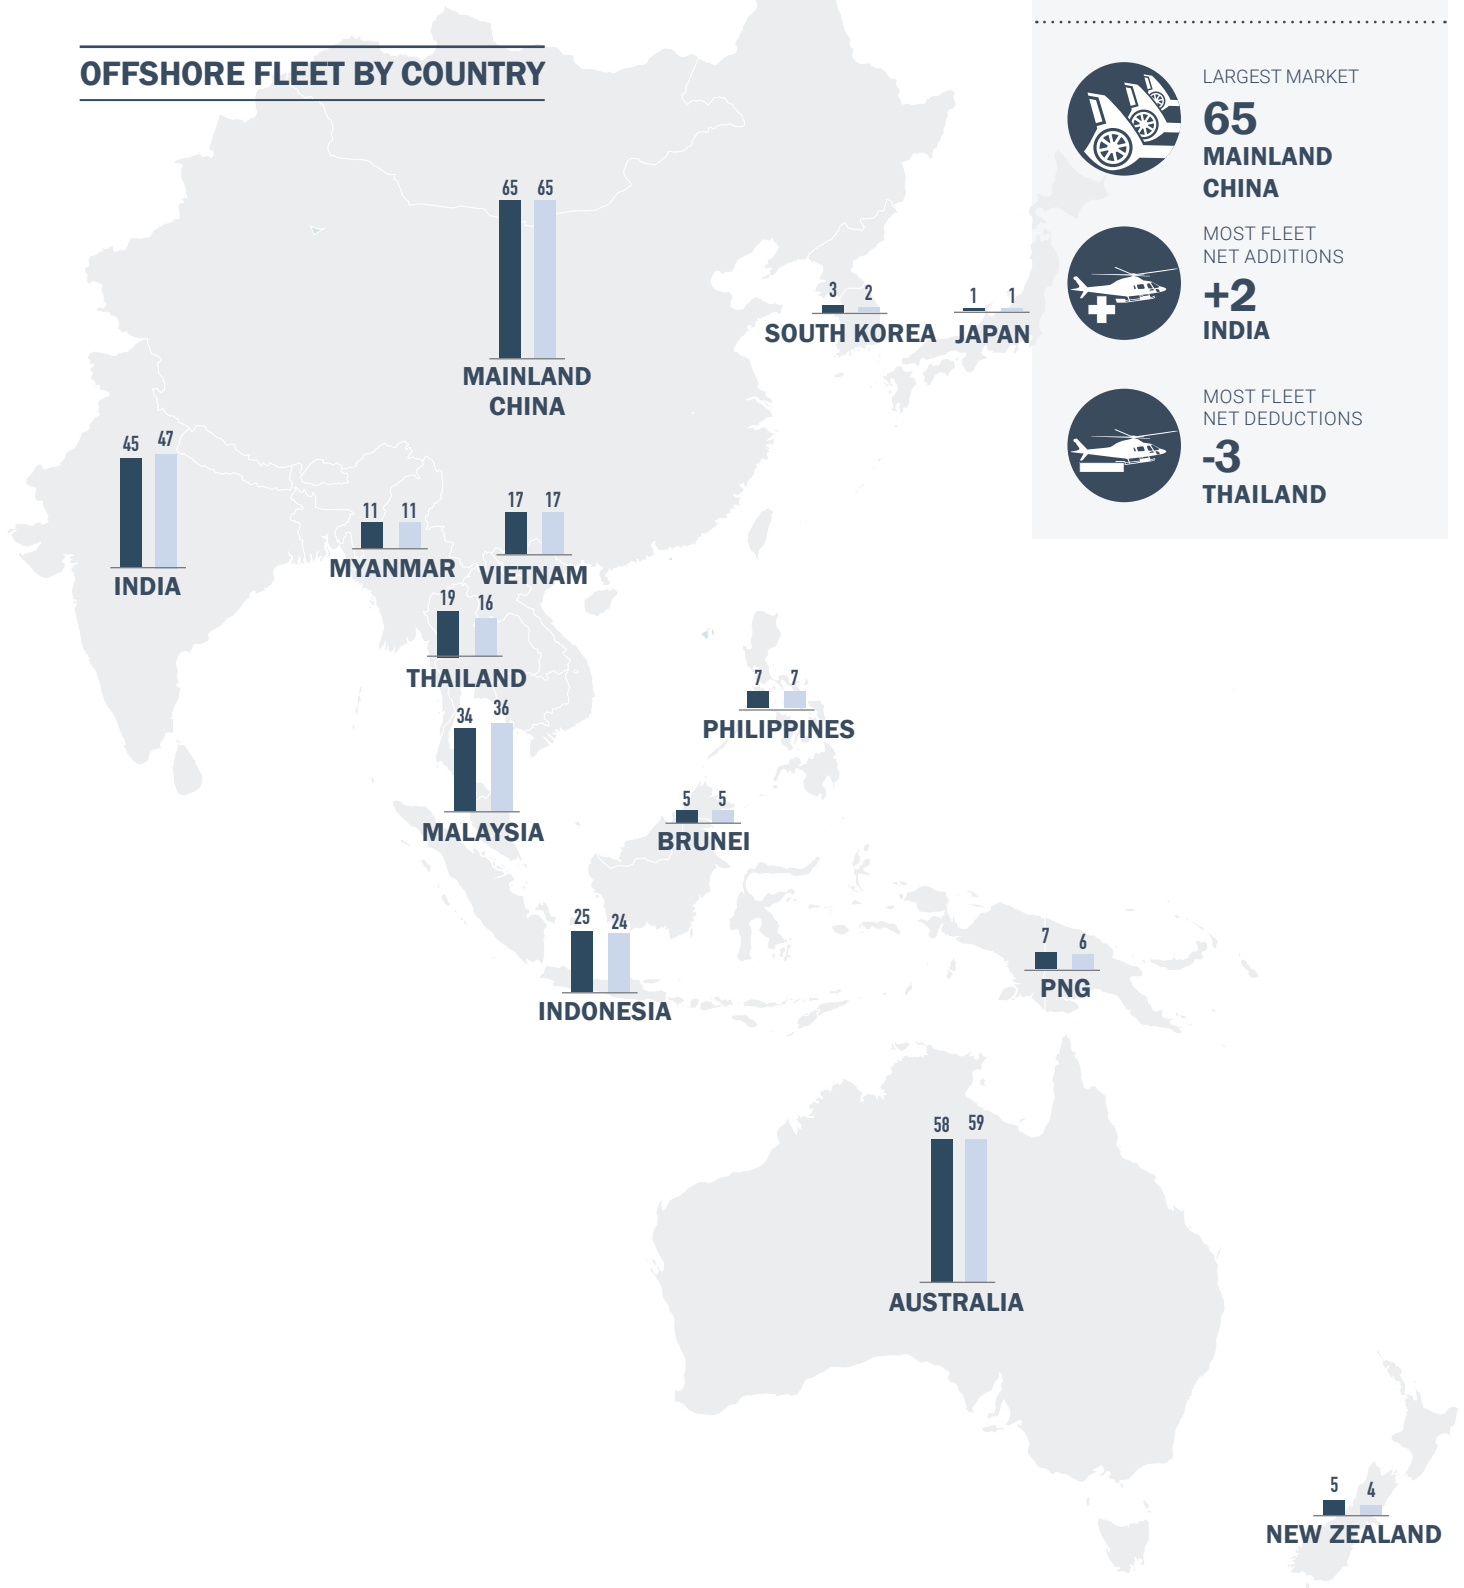 OFFSHORE FLEET BY COUNTRY
LARGEST MARKET
65
MAINLAND
CHINA
MOST FLEET
NET ADDITIONS
+2
INDIA
MOST FLEET
NET DEDUCTIONS
-3
THAILAND
65 65
MAINLAND
CHINA
3 2
SOUTH KOREA
1 1
JAPAN
45 47
INDIA
11 11
MYANMAR
17 17
VIETNAM
19 16
THAILAND
34 36
MALAYSIA
7 7
PHILIPPINES
5 5
BRUNEI
25 24
INDONESIA
7 6
PNG
58 59
AUSTRALIA
5 4
NEW ZEALAND